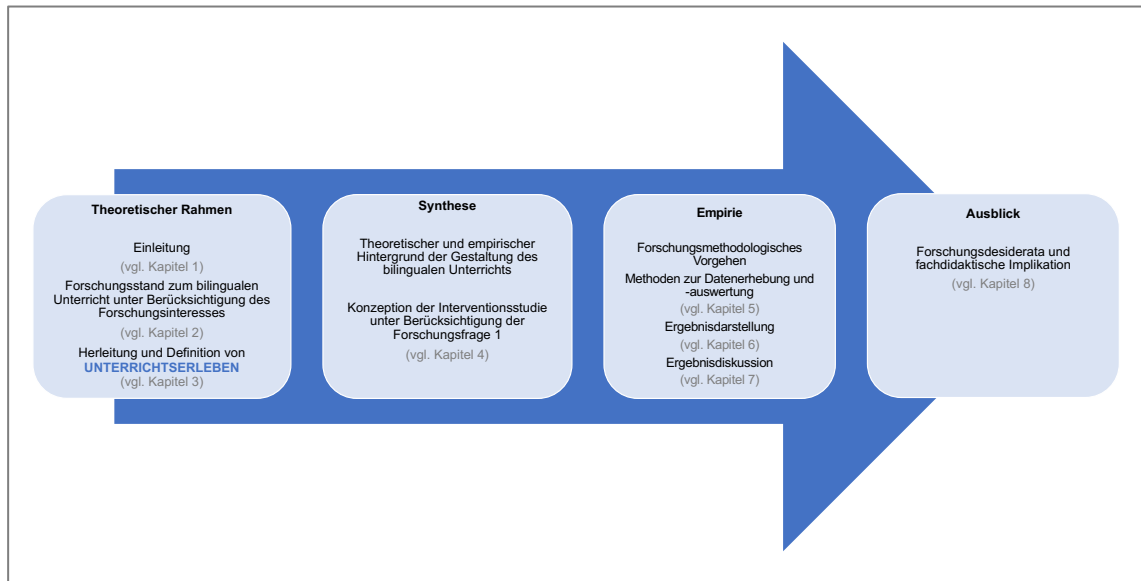 Theoretischer Rahmen
Einleitung
(vgl. Kapitel 1)
Forschungsstand zum bilingualen
Unterricht unter Berücksichtigung des
Forschungsinteresses
(vgl. Kapitel 2)
Herleitung und Definition von
UNTERRICHTSERLEBEN
(vgl. Kapitel 3)
Synthese
Theoretischer und empirischer
Hintergrund der Gestaltung des
bilingualen Unterrichts
Konzeption der Interventionsstudie
unter Berücksichtigung der
Forschungsfrage 1
(vgl. Kapitel 4)
Empirie
Forschungsmethodologisches
Vorgehen
Methoden zur Datenerhebung und
-auswertung
(vgl. Kapitel 5)
Ergebnisdarstellung
(vgl. Kapitel 6)
Ergebnisdiskussion
(vgl. Kapitel 7)
Ausblick
Forschungsdesiderata und
fachdidaktische Implikation
(vgl. Kapitel 8)